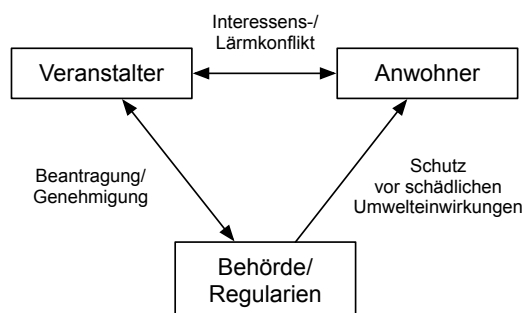 Interessens-/
Lärmkonflikt
Veranstalter
Anwohner
Beantragung/
Genehmigung
Schutz
vor schädlichen
Umwelteinwirkungen
Behörde/
Regularien